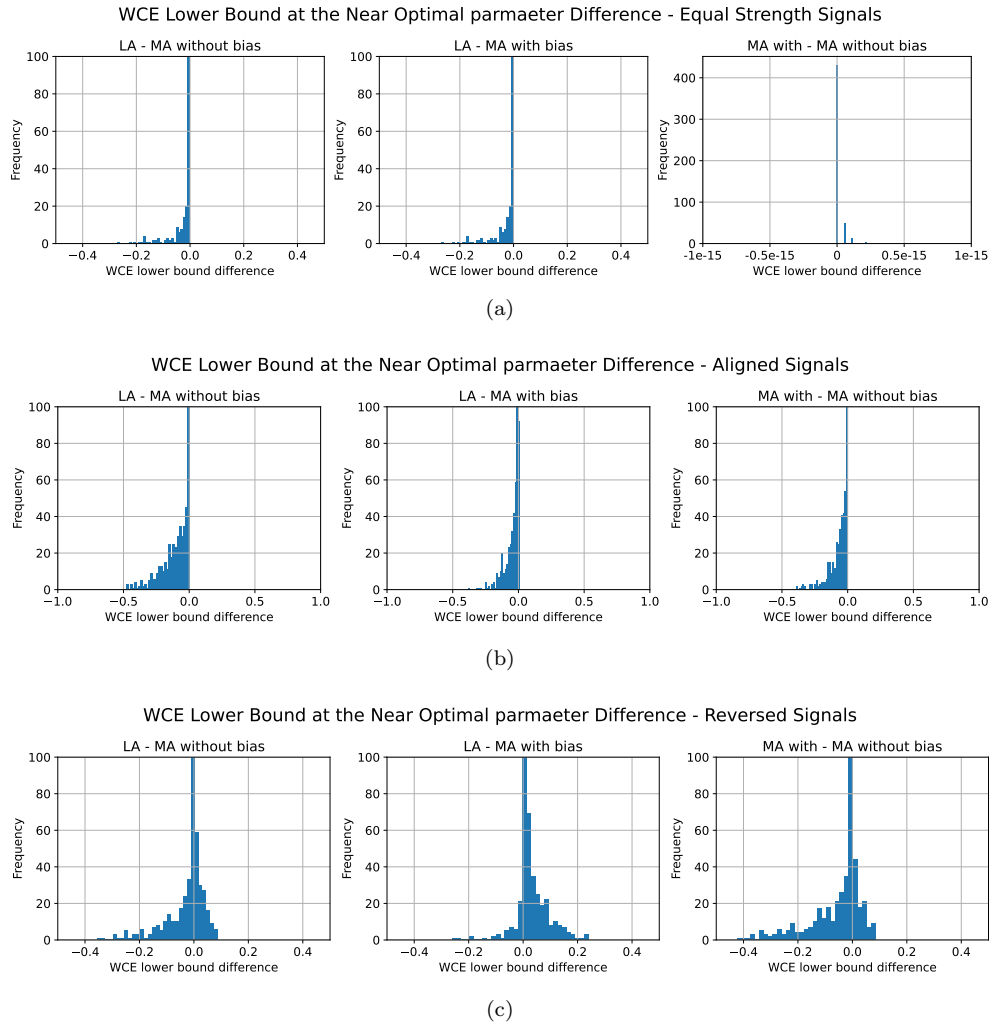 WCE Lower Bound at the Near Optimal parmaeter Difference - Equal Strength Signals
LA - MA without bias
LA - MA with bias
MA with - MA without bias
Frequency
100
80
60
40
20
0
Frequency
100
80
60
40
20
0
Frequency
400
300
200
100
0
−0.4 −0.2 0.0 0.2 0.4
−0.4 −0.2 0.0 0.2 0.4
-1e-15 -0.5e-15 0 0.5e-15 1e-15
WCE lower bound difference
WCE lower bound difference
WCE lower bound difference
(a)
WCE Lower Bound at the Near Optimal parmaeter Difference - Aligned Signals
LA - MA without bias
LA - MA with bias
MA with - MA without bias
Frequency
100
80
60
40
20
0
Frequency
100
80
60
40
20
0
Frequency
100
80
60
40
20
0
−1.0 −0.5 0.0 0.5 1.0
−1.0 −0.5 0.0 0.5 1.0
−1.0 −0.5 0.0 0.5 1.0
WCE lower bound difference
WCE lower bound difference
WCE lower bound difference
(b)
WCE Lower Bound at the Near Optimal parmaeter Difference - Reversed Signals
LA - MA without bias
LA - MA with bias
MA with - MA without bias
Frequency
100
80
60
40
20
0
Frequency
100
80
60
40
20
0
Frequency
100
80
60
40
20
0
−0.4 −0.2 0.0 0.2 0.4
−0.4 −0.2 0.0 0.2 0.4
−0.4 −0.2 0.0 0.2 0.4
WCE lower bound difference
WCE lower bound difference
WCE lower bound difference
(c)